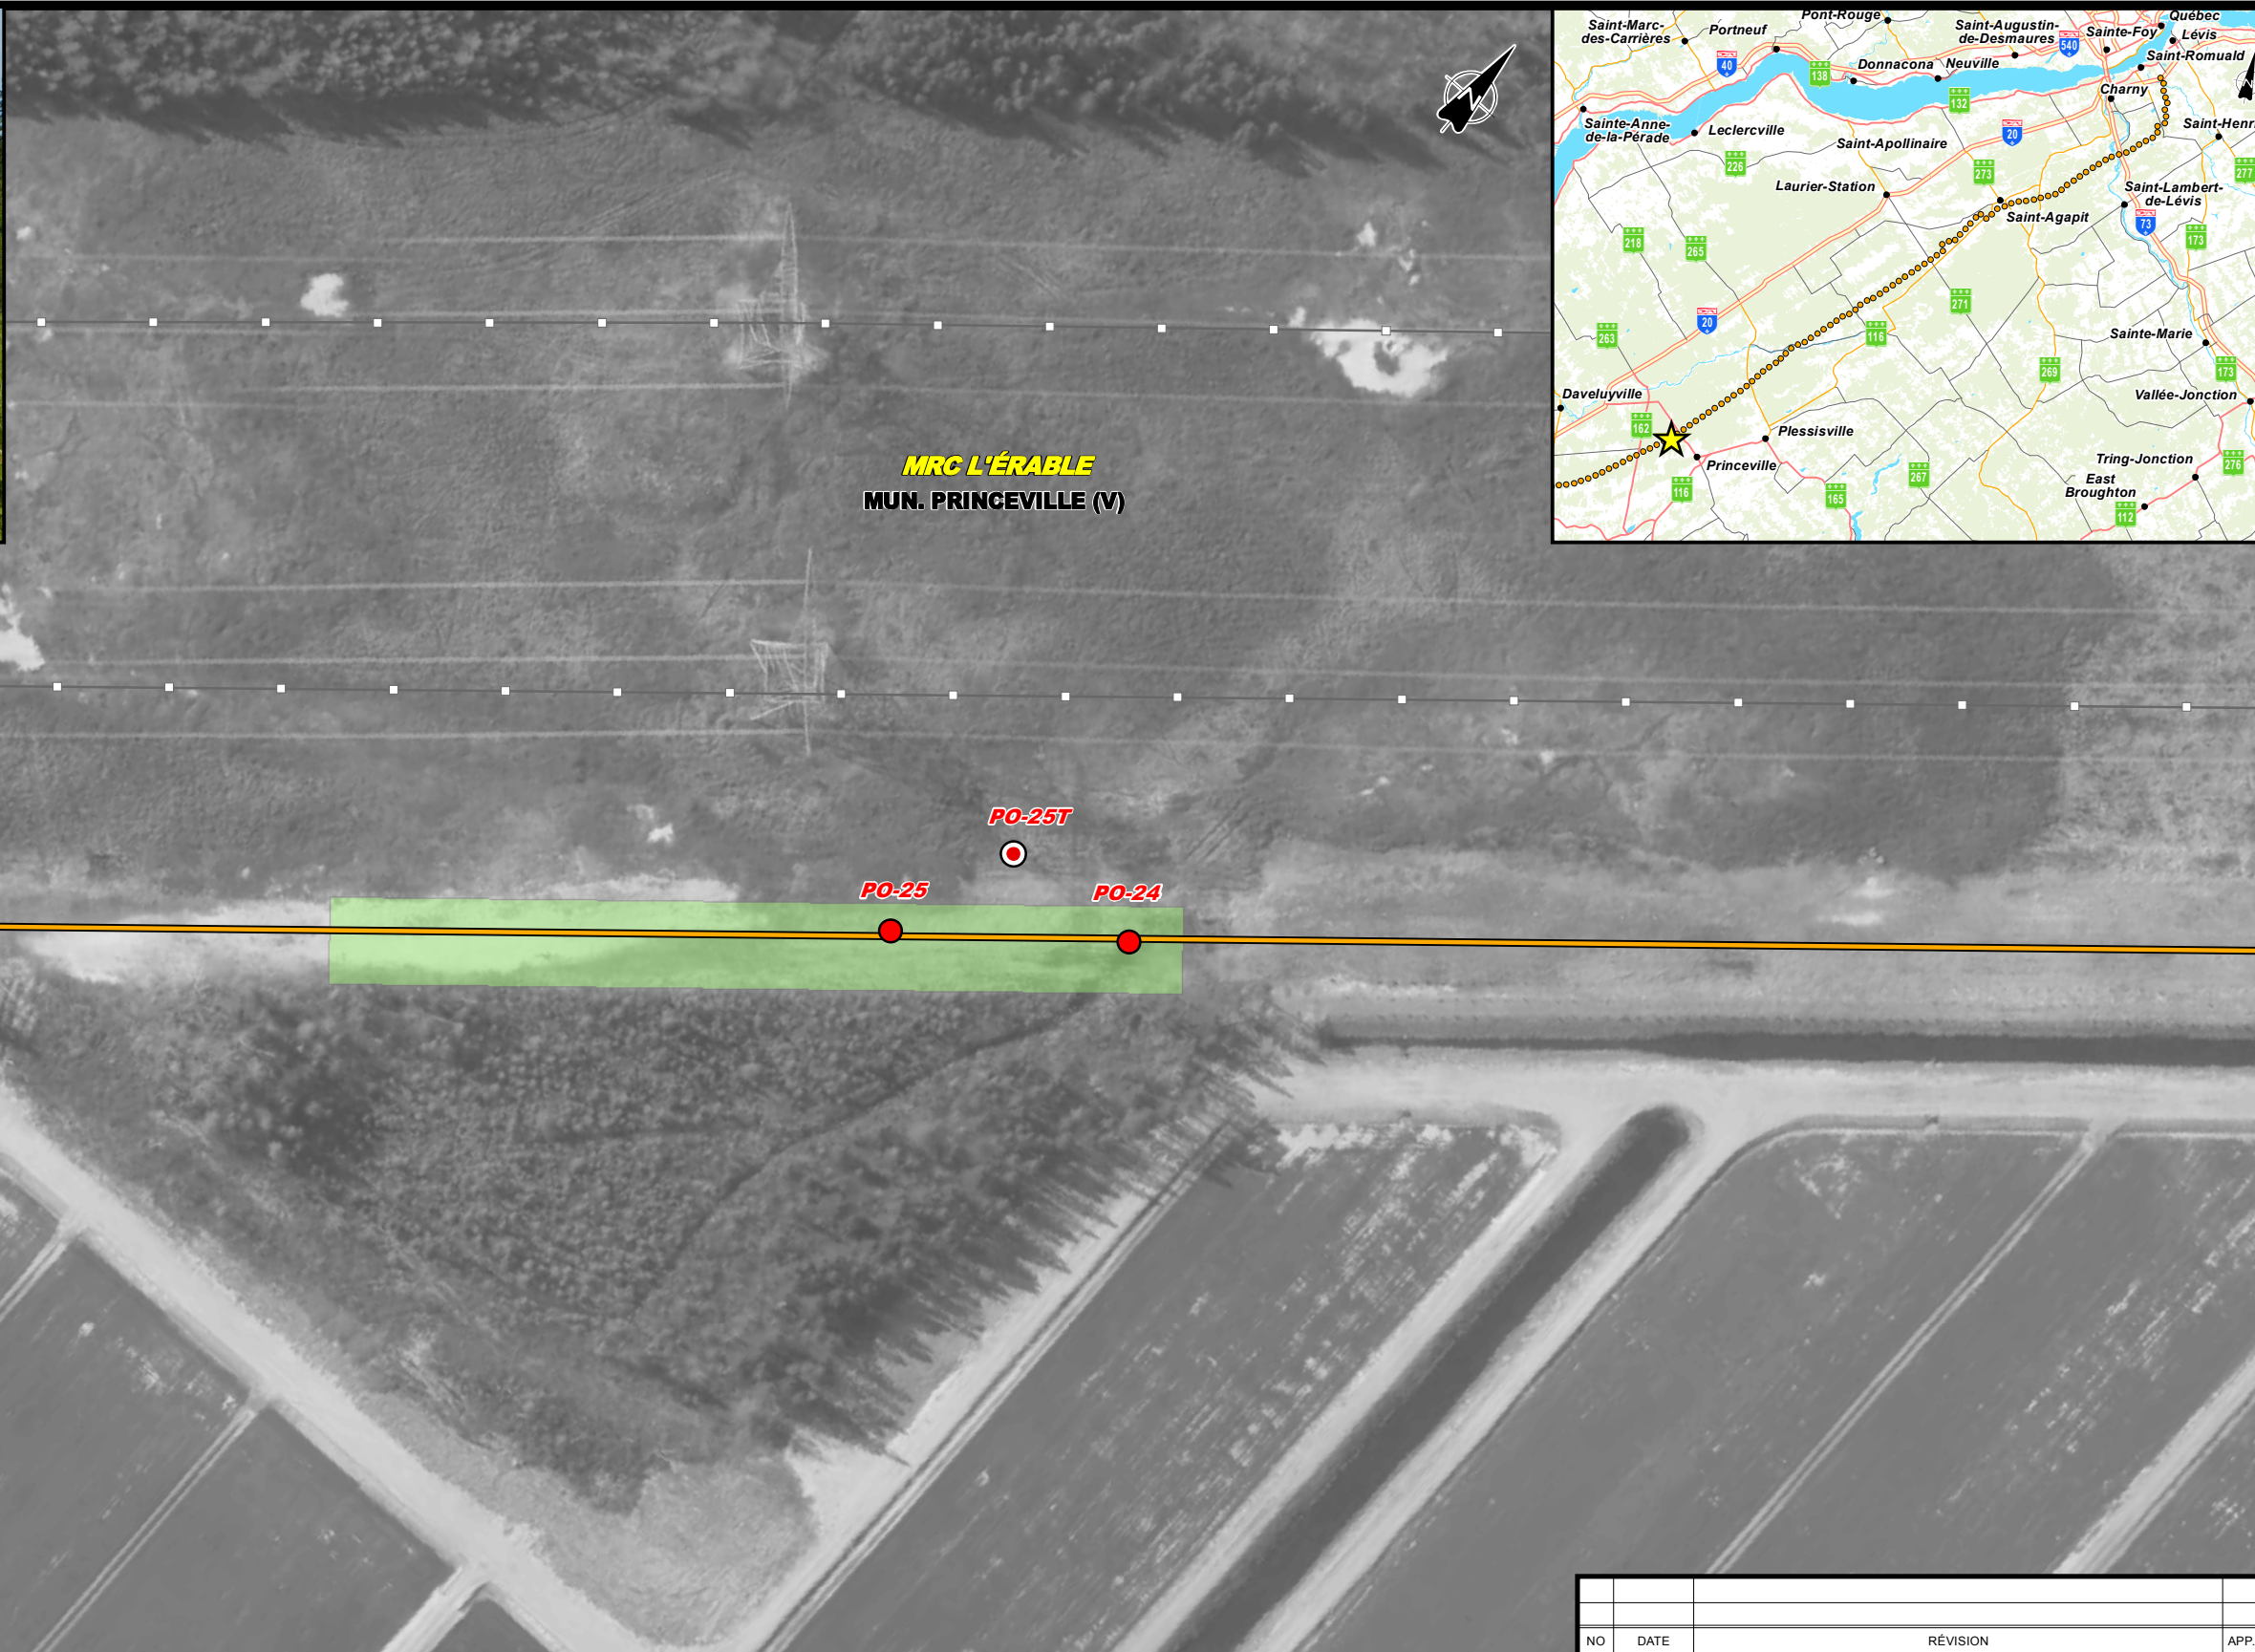 MRC L'ÉRABLE
MUN. PRINCEVILLE (V)
PO-25T
PO-25
PO-24
Saint-Marc-
des-Carrières
Portneuf
Pont-Rouge
Saint-Augustin-
de-Desmaures
Sainte-Foy
Québec
Lévis
Saint-Romuald
540
40
138
Donnacona
Neuville
132
Charny
Sainte-Anne-
de-la-Pérade
Leclercville
Saint-Apollinaire
20
Saint-Henri
226
273
277
Laurier-Station
Saint-Lambert-
de-Lévis
Saint-Agapit
73
218
265
173
271
20
263
116
Sainte-Marie
269
173
Daveluyville
Vallée-Jonction
162
Plessisville
Princeville
Tring-Jonction
276
East
Broughton
116
165
267
112
NO DATE RÉVISION APP.